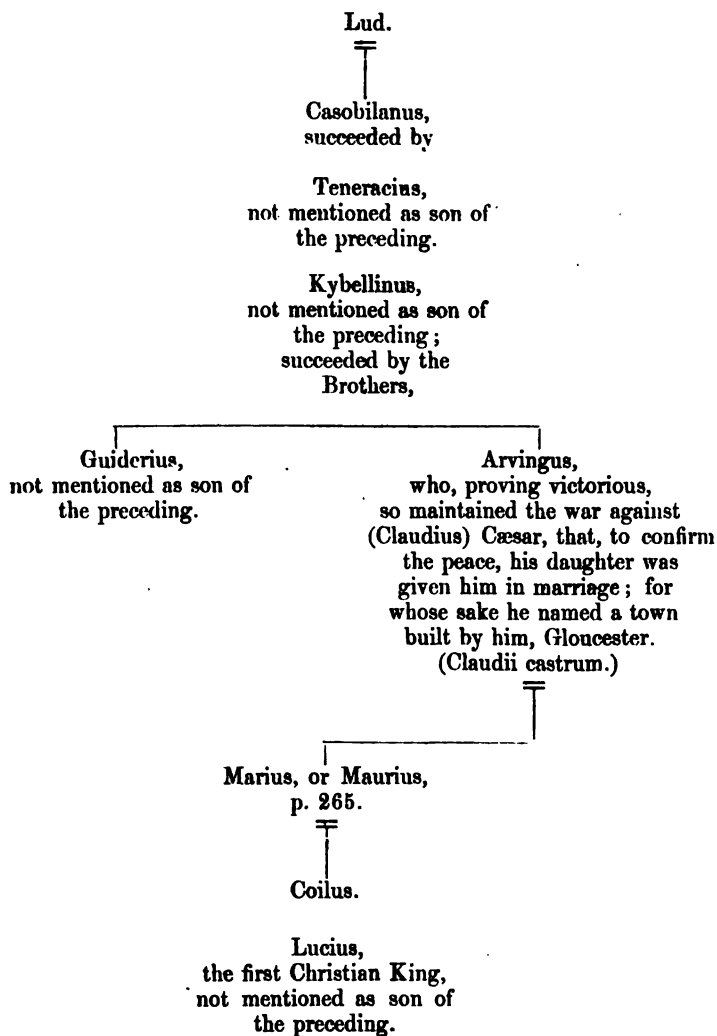 Lud.
Casobilanus,
succeeded by
Teneracius,
not mentioned as son of
the preceding.
Kybellinus,
not mentioned as son of
the preceding;
succeeded by the
Brothers,
Guiderius,
not mentioned as son of
the preceding.
Arvingus,
who, proving victorious,
so maintained the war against
(Claudius) Cæsar, that, to confirm
the peace, his daughter was
given him in marriage; for
whose sake he named a town
built by him, Gloucester.
(Claudii castrum.)
Marius, or Maurius,
p. 265.
Coilus.
Lucius,
the first Christian King,
not mentioned as son of
the preceding.